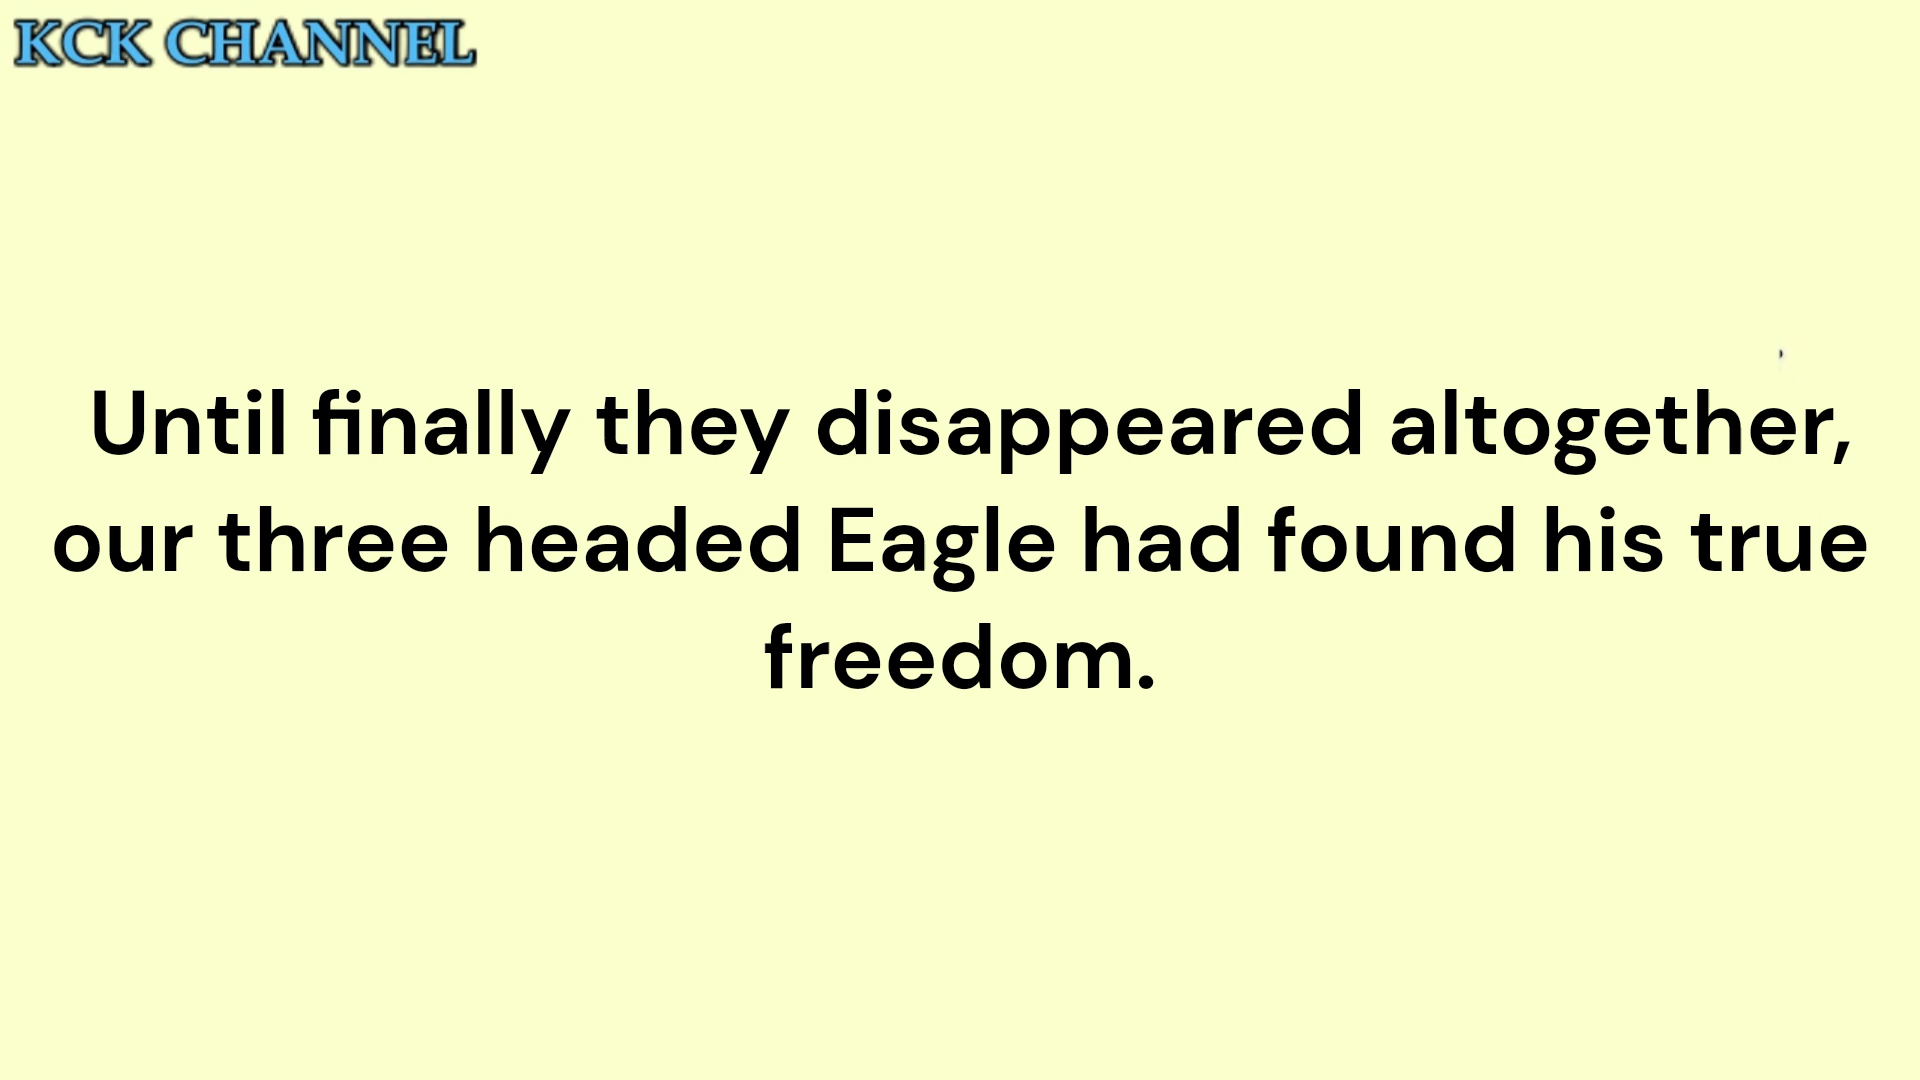 KCK CHANNEL
Until finally they disappeared altogether,
our three headed Eagle had found his true
freedom.